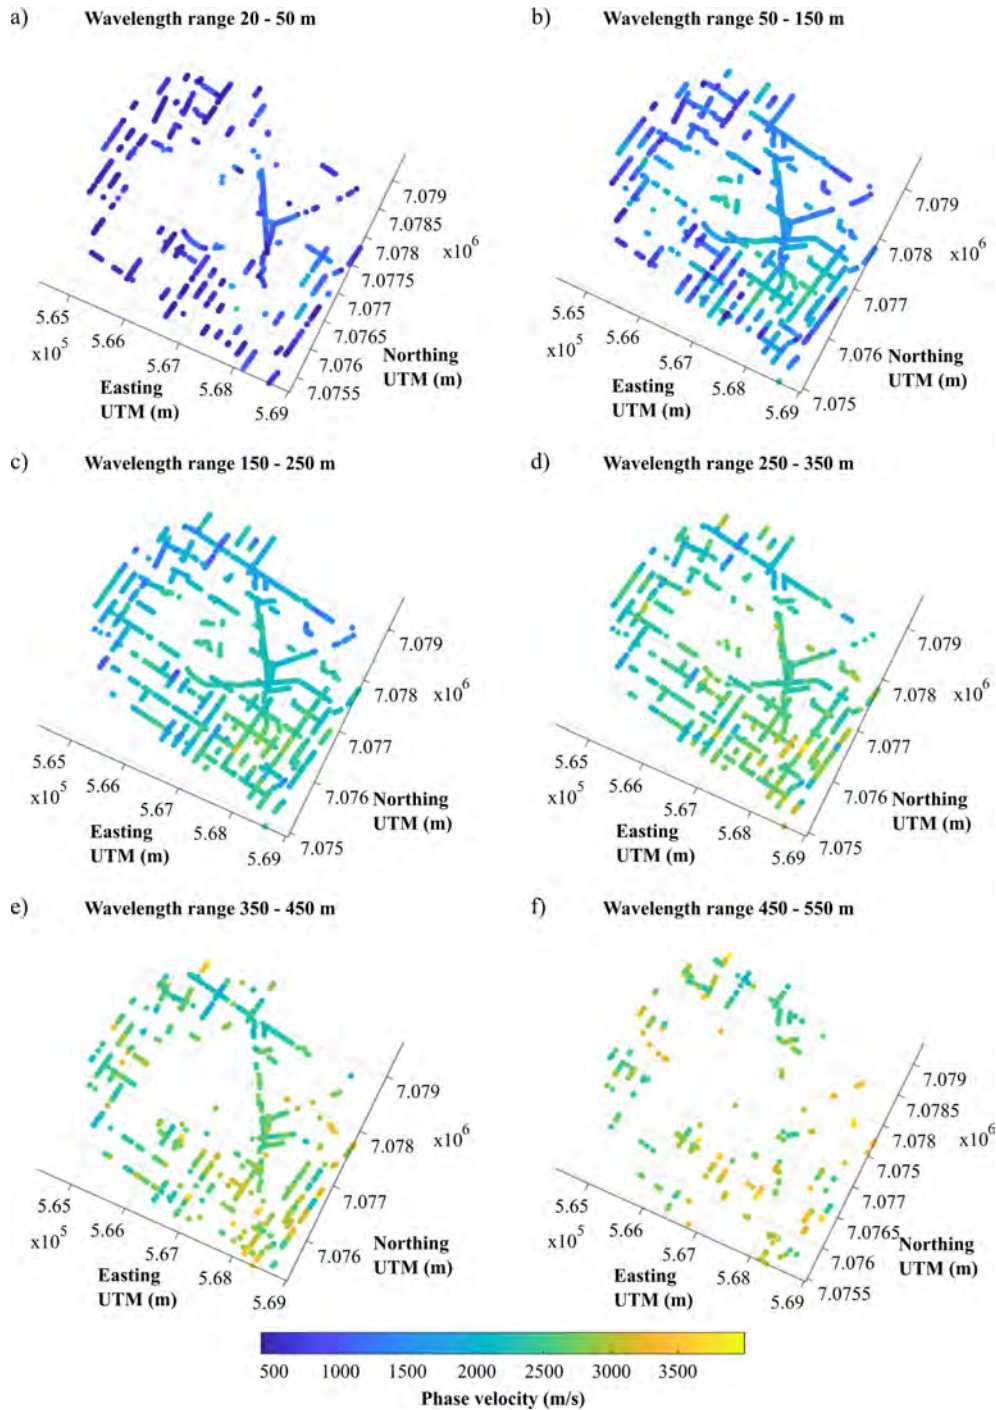 a) Wavelength range 20 - 50 m
7.079
7.0785
7.078
x10^6
7.0775
7.077
7.0765
7.076
7.0755
5.65
x10^5
5.66
5.67
5.68
5.69
Easting
UTM (m)
Northing
UTM (m)
b) Wavelength range 50 - 150 m
7.079
7.078
x10^6
7.077
7.076
7.075
5.65
x10^5
5.66
5.67
5.68
5.69
Easting
UTM (m)
Northing
UTM (m)
c) Wavelength range 150 - 250 m
7.079
7.078
x10^6
7.077
7.076
7.075
5.65
x10^5
5.66
5.67
5.68
5.69
Easting
UTM (m)
Northing
UTM (m)
d) Wavelength range 250 - 350 m
7.079
7.078
x10^6
7.077
7.076
7.075
5.65
x10^5
5.66
5.67
5.68
5.69
Easting
UTM (m)
Northing
UTM (m)
e) Wavelength range 350 - 450 m
7.079
7.078
x10^6
7.077
7.076
5.65
x10^5
5.66
5.67
5.68
5.69
Easting
UTM (m)
Northing
UTM (m)
f) Wavelength range 450 - 550 m
7.079
7.0785
7.078
x10^6
7.075
7.077
7.0765
7.076
7.0755
5.65
x10^5
5.66
5.67
5.68
5.69
Easting
UTM (m)
Northing
UTM (m)
500 1000 1500 2000 2500 3000 3500
Phase velocity (m/s)